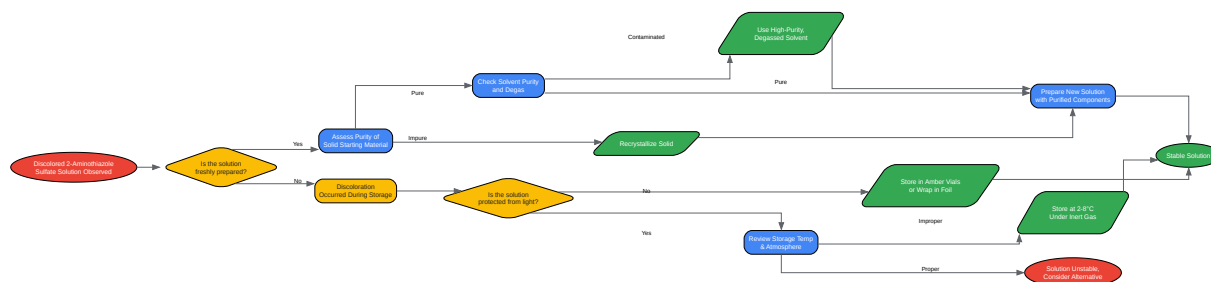 Use High-Purity,
Degassed Solvent
Contaminated
Check Solvent Purity
and Degas
Pure
Pure
Prepare New Solution
with Purified Components
Assess Purity of
Solid Starting Material
Impure
Recrystallize Solid
Yes
Discolored 2-Aminothiazole
Sulfate Solution Observed
Is the solution
freshly prepared?
Stable Solution
No
Discoloration
Occurred During Storage
Is the solution
protected from light?
No
Store in Amber Vials
or Wrap in Foil
Store at 2-8°C
Under Inert Gas
Improper
Yes
Review Storage Temp
& Atmosphere
Proper
Solution Unstable,
Consider Alternative